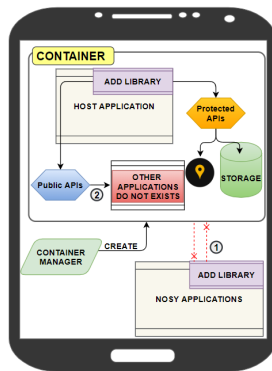 CONTAINER
ADD LIBRARY
HOST APPLICATION
Protected
APIs
Public APIs
2
OTHER
APPLICATIONS
DO NOT EXISTS
STORAGE
CONTAINER
MANAGER
CREATE
1
ADD LIBRARY
NOSY APPLICATIONS